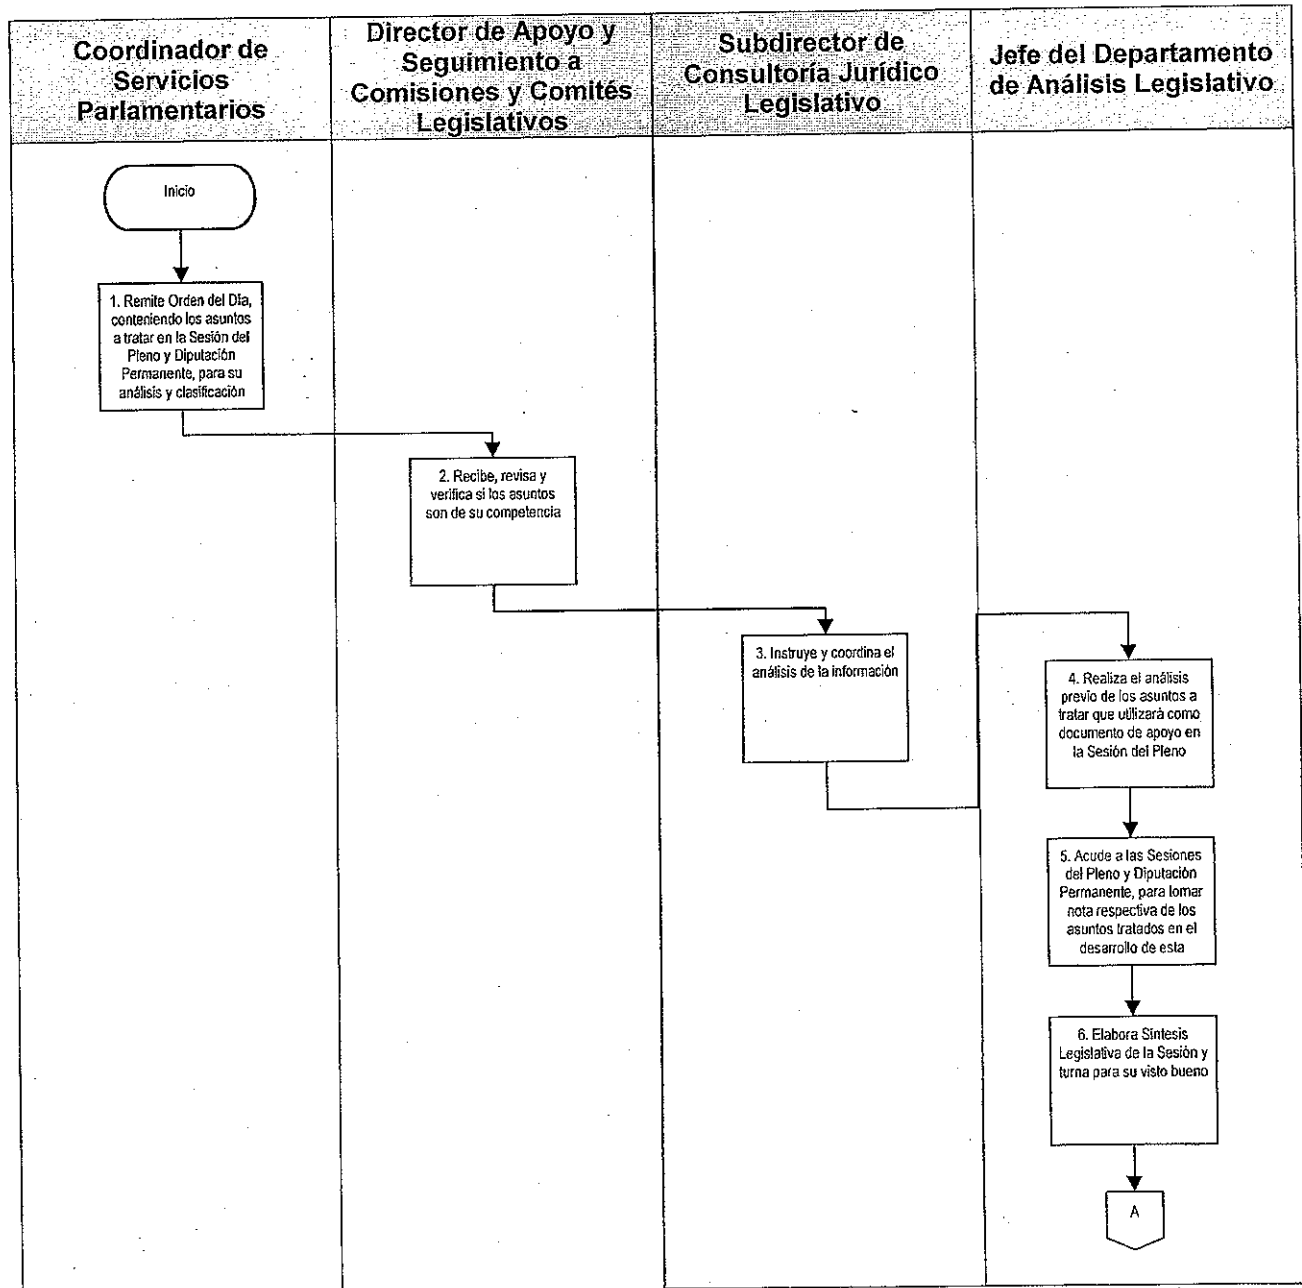 Coordinador de
Servicios
Parlamentarios
Director de Apoyo y
Seguimiento a
Comisiones y Comités
Legislativos
Subdirector de
Consultoría Jurídico
Legislativo
Jefe del Departamento
de Análisis Legislativo
Inicio
1. Remite Orden del Día,
conteniendo los asuntos
a tratar en la Sesión del
Pleno y Diputación
Permanente, para su
análisis y clasificación
2. Recibe, revisa y
verifica si los asuntos
son de su competencia
3. Instruye y coordina el
análisis de la información
4. Realiza el análisis
previo de los asuntos a
tratar que utilizará como
documento de apoyo en
la Sesión del Pleno
5. Acude a las Sesiones
del Pleno y Diputación
Permanente, para tomar
nota respectiva de los
asuntos tratados en el
desarrollo de esta
6. Elabora Síntesis
Legislativa de la Sesión y
turna para su visto bueno
A